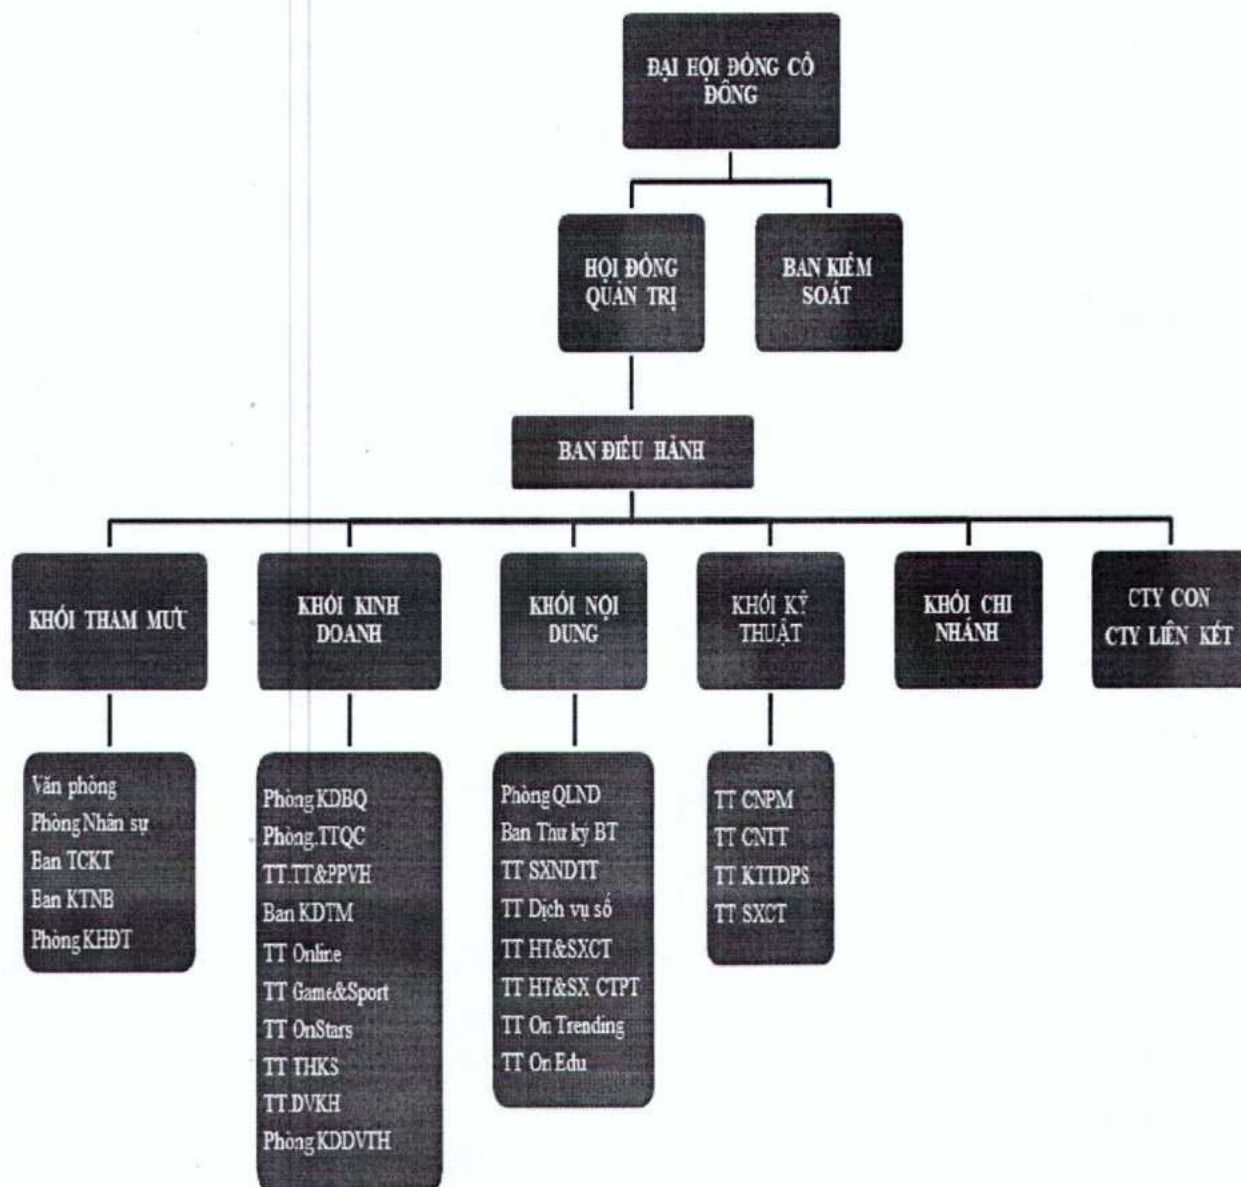 ĐẠI HỘI ĐỒNG CỔ
ĐÔNG
HỘI ĐỒNG
QUẢN TRỊ
BAN KIỂM
SOÁT
BAN ĐIỀU HÀNH
KHỐI THAM MƯU
KHỐI KINH
DOANH
KHỐI NỘI
DUNG
KHỐI KỸ
THUẬT
KHỐI CHI
NHÁNH
CTY CON
CTY LIÊN KẾT
Văn phòng
Phòng Nhân sự
Ban TCKT
Ban KTNB
Phòng KHĐT
Phòng KDBQ
Phòng.TTQC
TT.TT&PPVH
Ban KDTM
TT Online
TT Game&Sport
TT OnStars
TT THKS
TT.DVKH
Phòng KDDVTH
Phòng QLND
Ban Thư ký BT
TT SXNDTT
TT Dịch vụ số
TT HT&SXCT
TT HT&SX CTPT
TT On Trending
TT On Edu
TT CNPM
TT CNTT
TT KTTDPS
TT SXCT